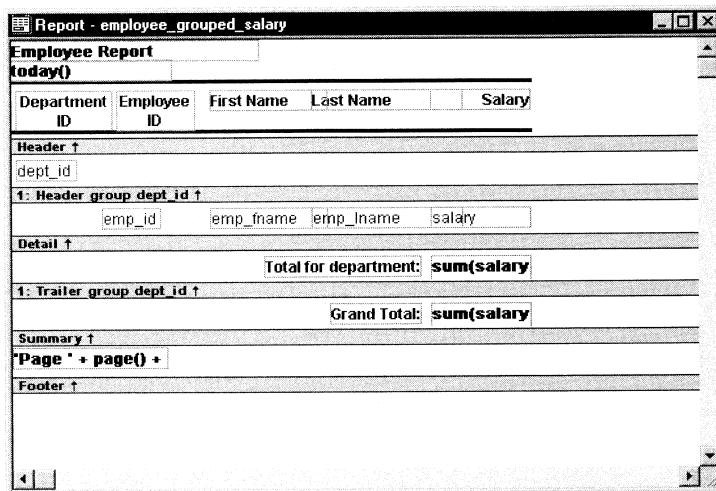 Report - employee_grouped_salary
Employee Report
today()
Department ID Employee ID First Name Last Name Salary
Header ↑
dept_id
1: Header group dept_id ↑
emp_id emp_fname emp_lname salary
Detail ↑
Total for department: sum(salary
1: Trailer group dept_id ↑
Grand Total: sum(salary
Summary ↑
"Page " + page() +
Footer ↑